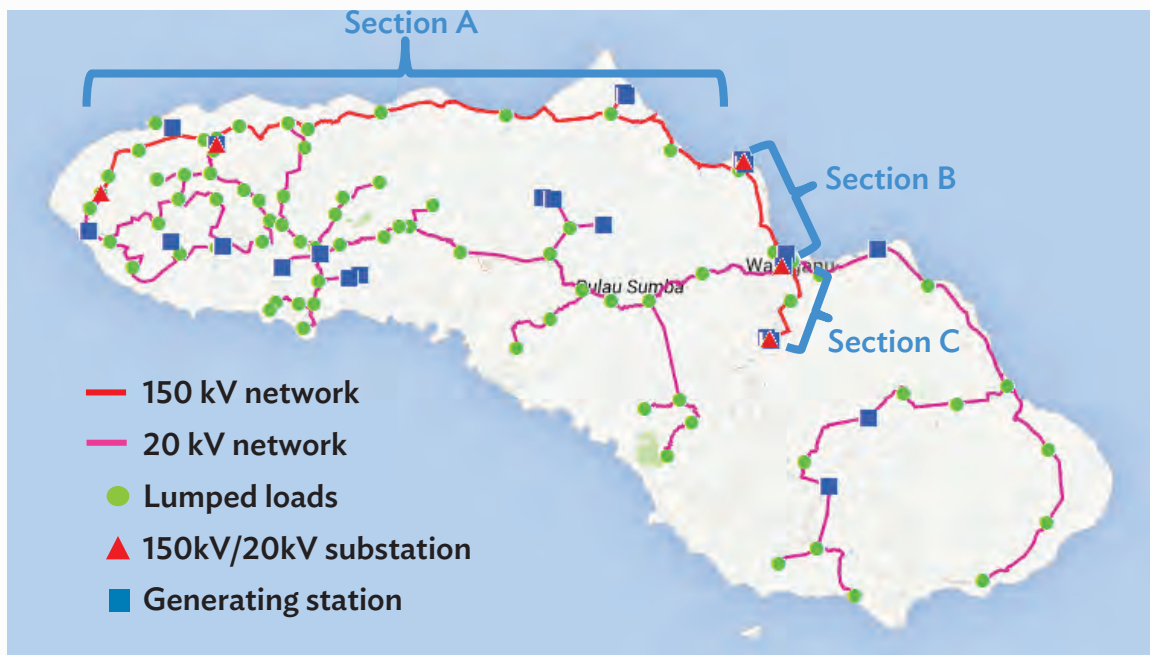 Section A
Section B
Pulau Sumba
Section C
150 kV network
20 kV network
Lumped loads
150kV/20kV substation
Generating station